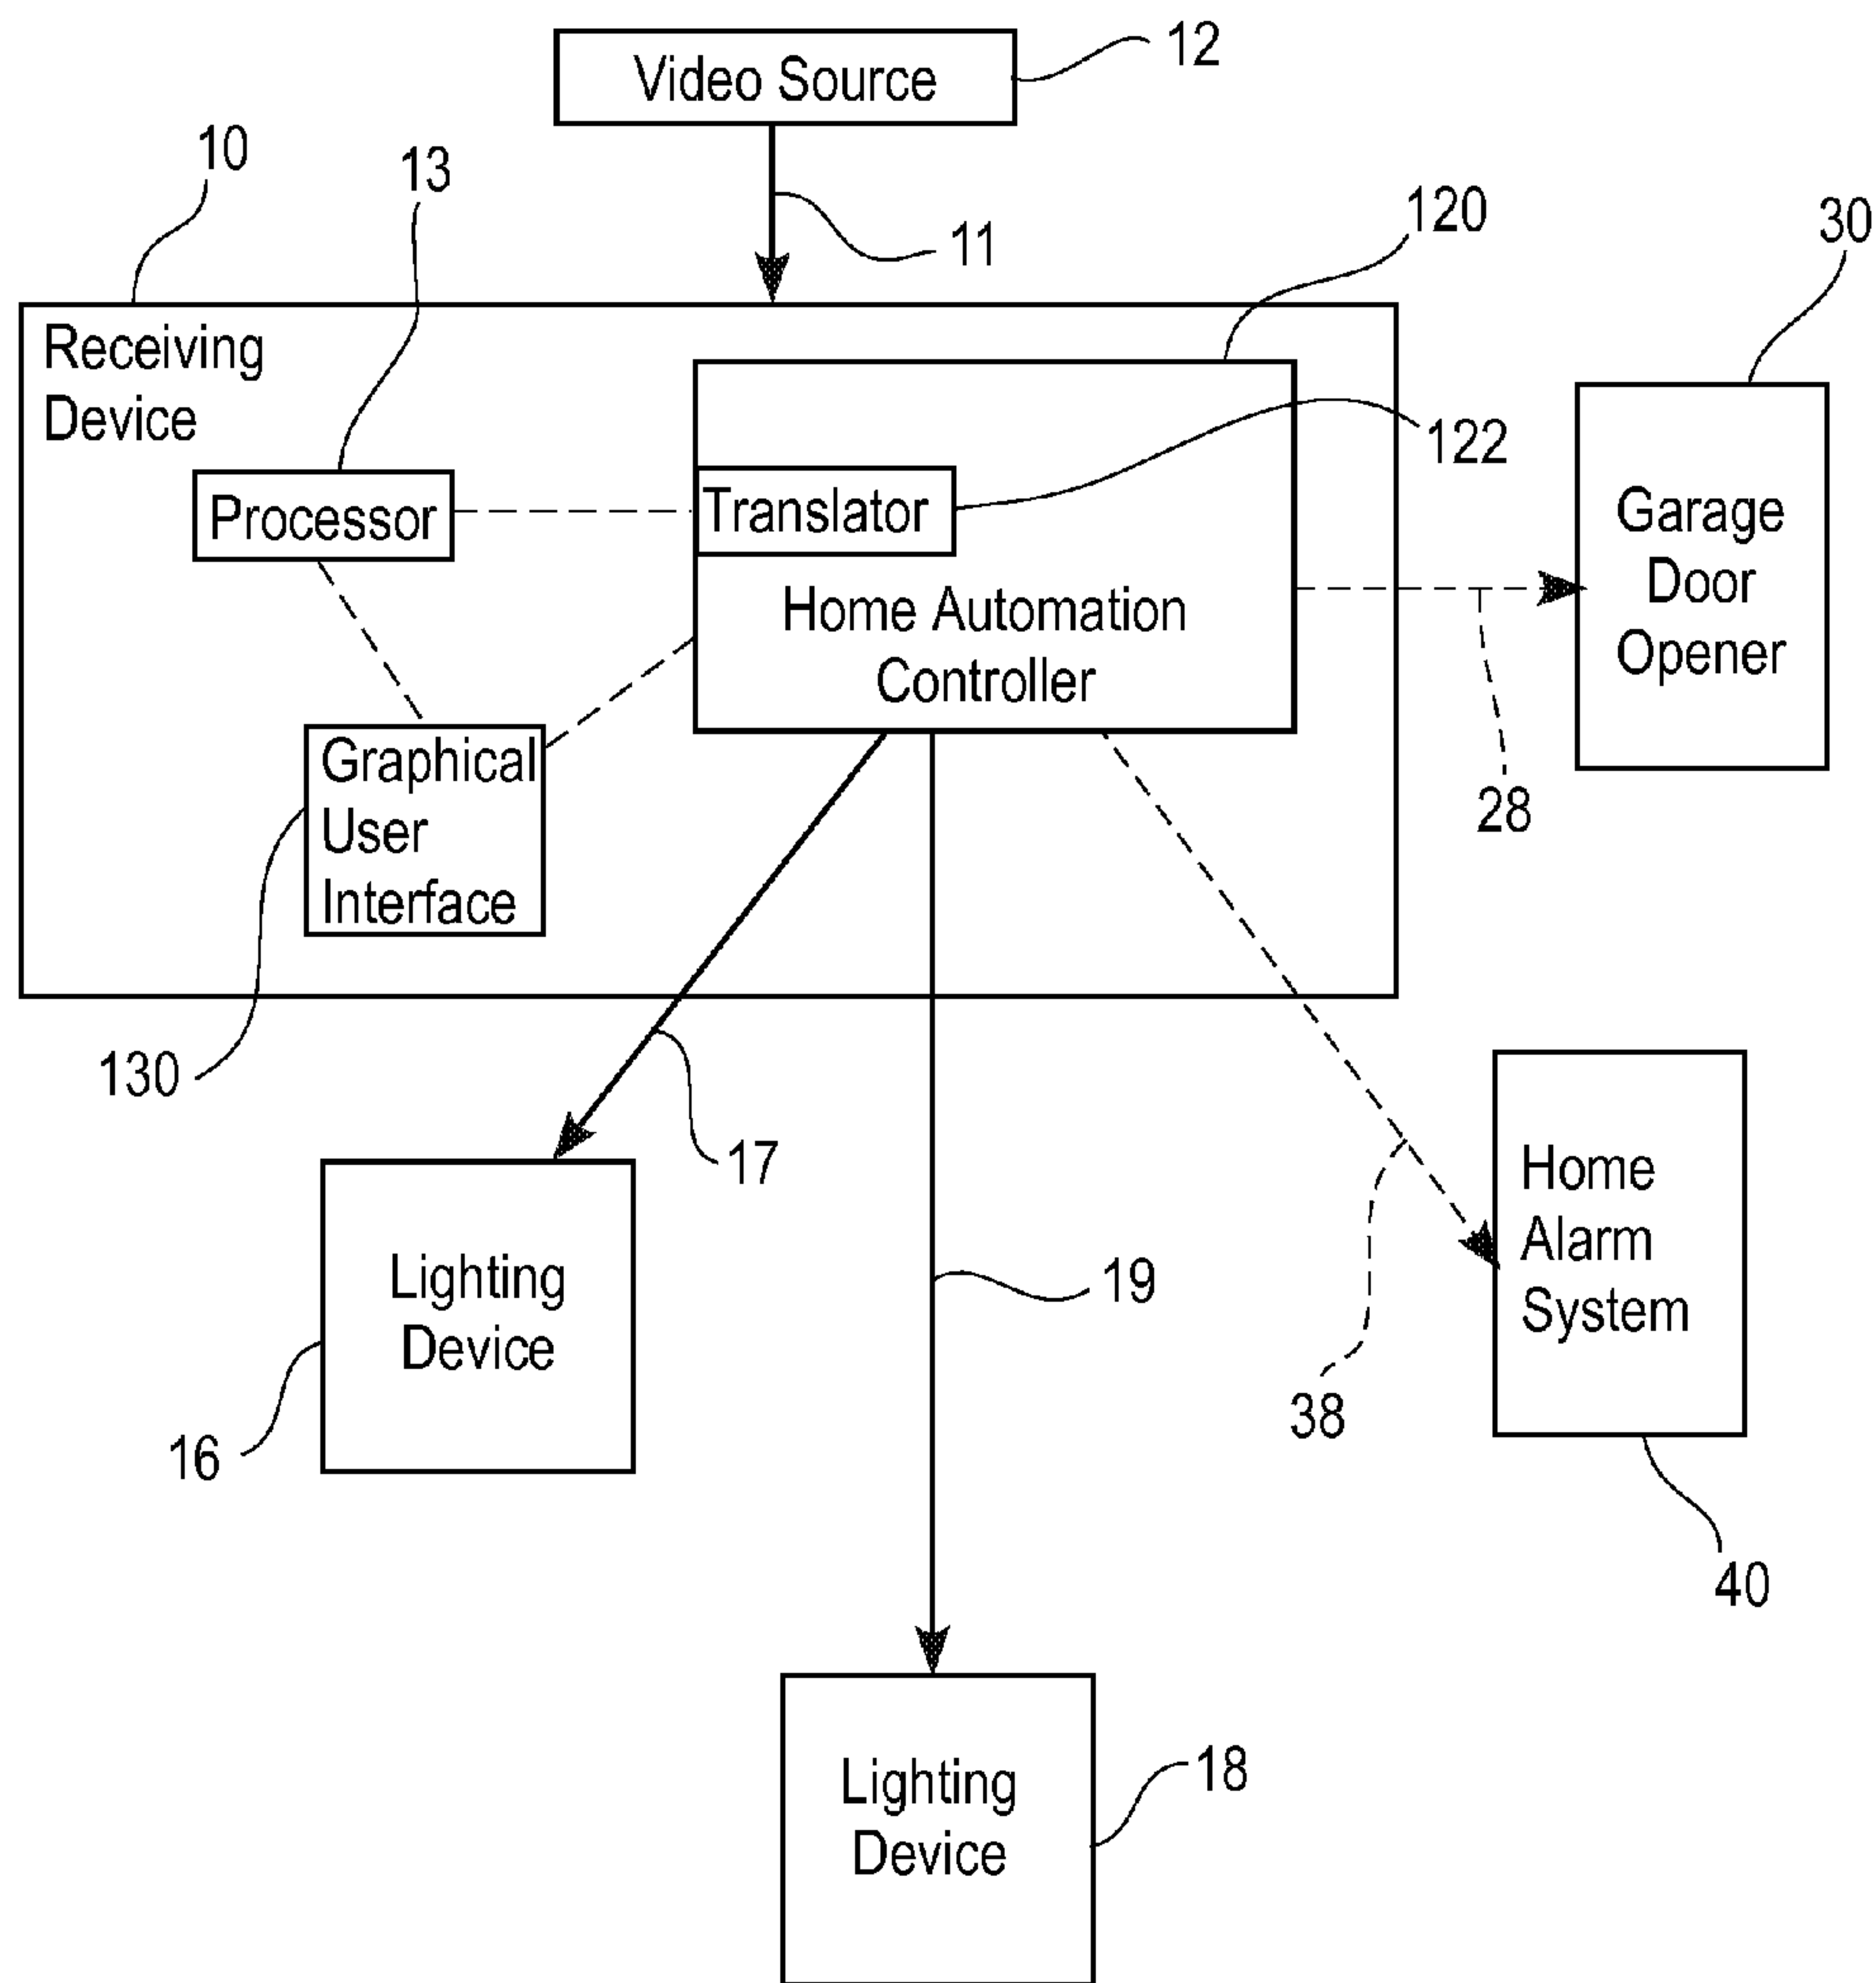 Video Source
12
10
13
11
120
30
Receiving
Device
122
Processor
Translator
Garage
Door
Opener
Home Automation
Controller
28
Graphical
User
Interface
130
17
19
Home
Alarm
System
38
40
Lighting
Device
16
Lighting
Device
18